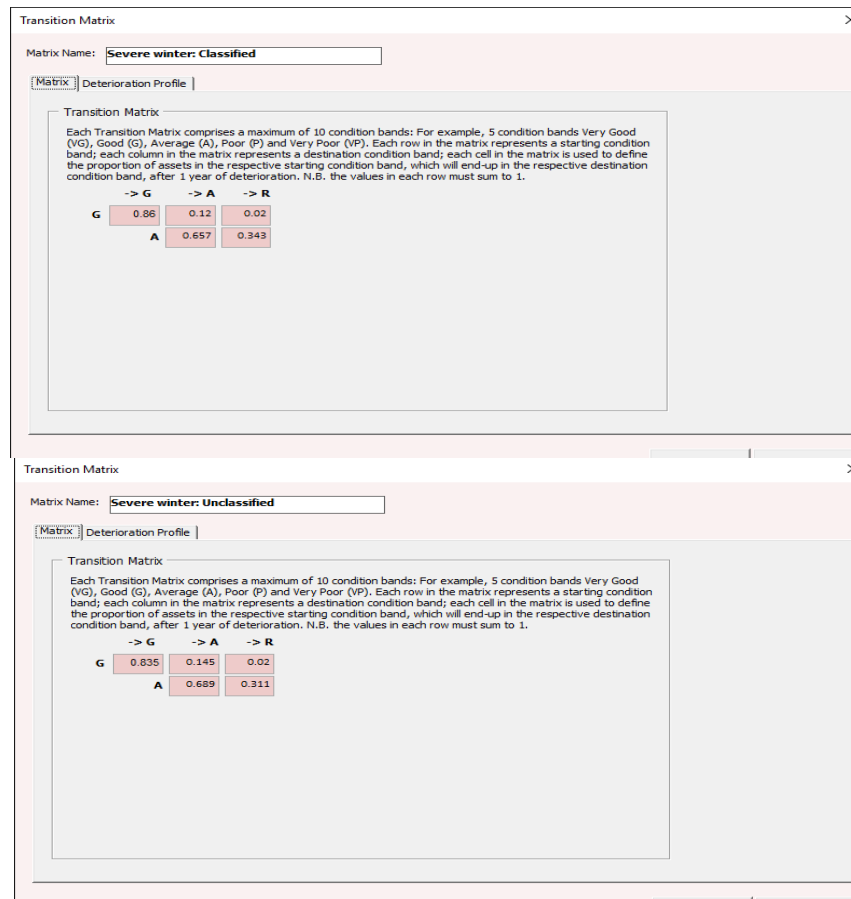 Transition Matrix
Matrix Name: Severe winter: Classified
Matrix Deterioration Profile
Transition Matrix
Each Transition Matrix comprises a maximum of 10 condition bands: For example, 5 condition bands Very Good
(VG), Good (G), Average (A), Poor (P) and Very Poor (VP). Each row in the matrix represents a starting condition
band; each column in the matrix represents a destination condition band; each cell in the matrix is used to define
the proportion of assets in the respective starting condition band, which will end-up in the respective destination
condition band, after 1 year of deterioration. N.B. the values in each row must sum to 1.
-> G -> A -> R
G 0.86 0.12 0.02
A 0.657 0.343
Transition Matrix
Matrix Name: Severe winter: Unclassified
Matrix Deterioration Profile
Transition Matrix
Each Transition Matrix comprises a maximum of 10 condition bands: For example, 5 condition bands Very Good
(VG), Good (G), Average (A), Poor (P) and Very Poor (VP). Each row in the matrix represents a starting condition
band; each column in the matrix represents a destination condition band; each cell in the matrix is used to define
the proportion of assets in the respective starting condition band, which will end-up in the respective destination
condition band, after 1 year of deterioration. N.B. the values in each row must sum to 1.
-> G -> A -> R
G 0.835 0.145 0.02
A 0.689 0.311